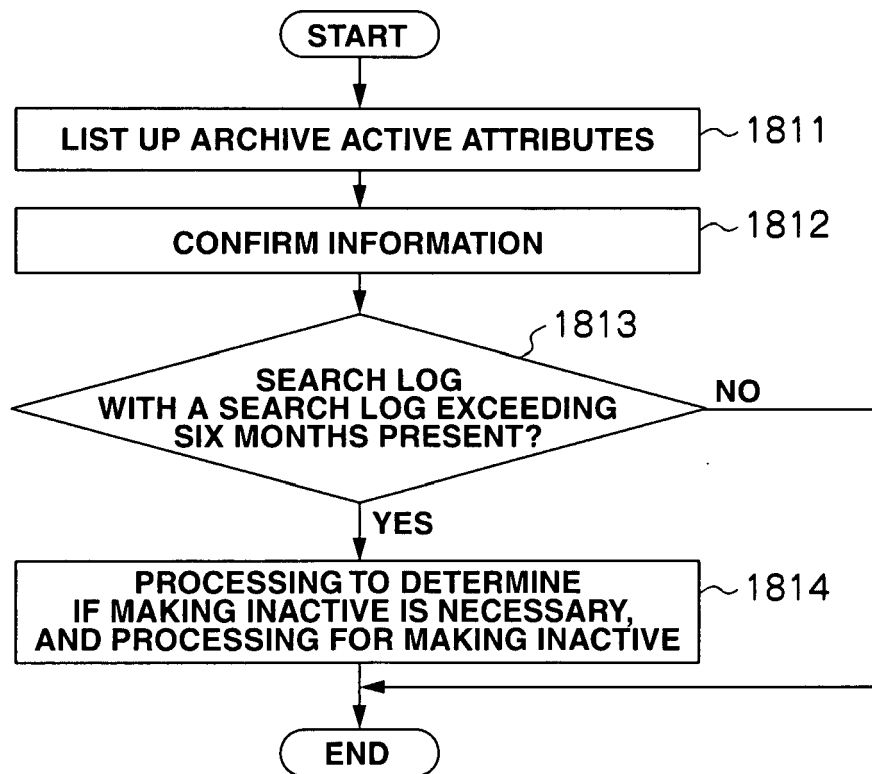 START
LIST UP ARCHIVE ACTIVE ATTRIBUTES
1811
CONFIRM INFORMATION
1812
1813
SEARCH LOG
WITH A SEARCH LOG EXCEEDING
SIX MONTHS PRESENT?
NO
YES
PROCESSING TO DETERMINE
IF MAKING INACTIVE IS NECESSARY,
AND PROCESSING FOR MAKING INACTIVE
1814
END